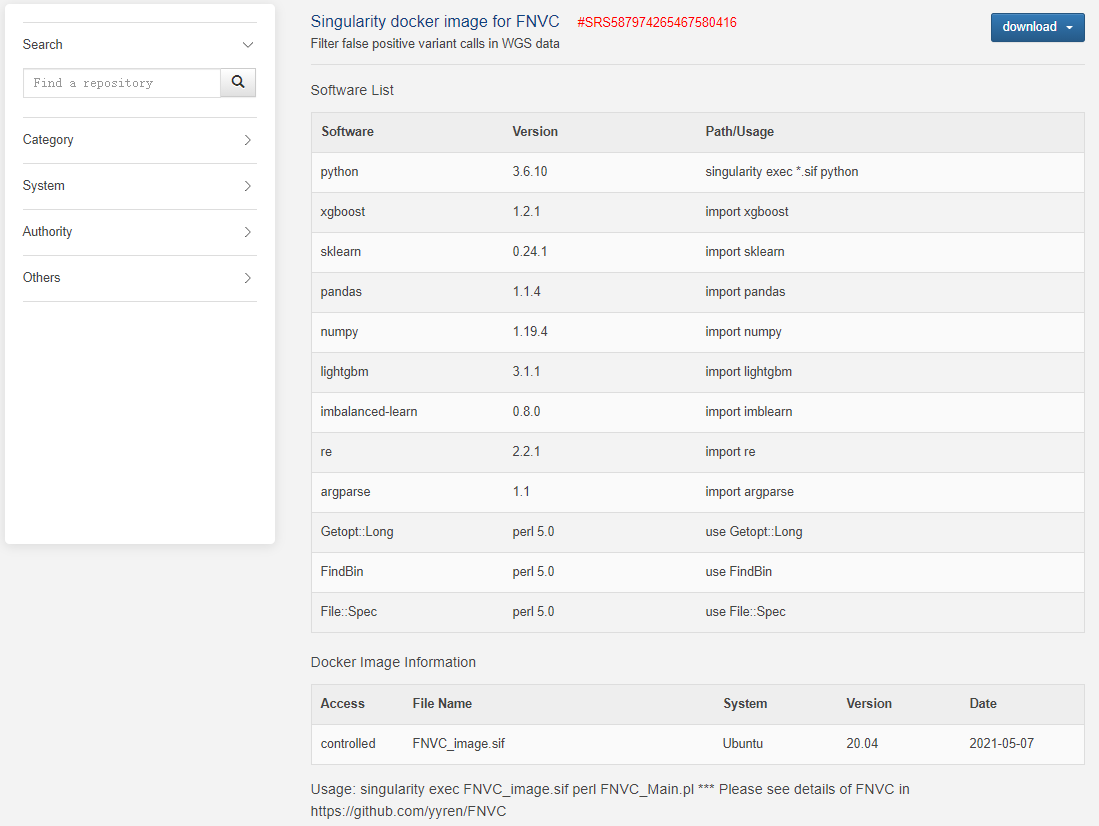 Search
Find a repository
Category
System
Authority
Others
Singularity docker image for FNVC #SRS587974265467580416
Filter false positive variant calls in WGS data
download
Software List
Software Version Path/Usage
python 3.6.10 singularity exec *.sif python
xgboost 1.2.1 import xgboost
sklearn 0.24.1 import sklearn
pandas 1.1.4 import pandas
numpy 1.19.4 import numpy
lightgbm 3.1.1 import lightgbm
imbalanced-learn 0.8.0 import imblearn
re 2.2.1 import re
argparse 1.1 import argparse
Getopt::Long perl 5.0 use Getopt::Long
FindBin perl 5.0 use FindBin
File::Spec perl 5.0 use File::Spec
Docker Image Information
Access File Name System Version Date
controlled FNVC_image.sif Ubuntu 20.04 2021-05-07
Usage: singularity exec FNVC_image.sif perl FNVC_Main.pl *** Please see details of FNVC in
https://github.com/yyren/FNVC